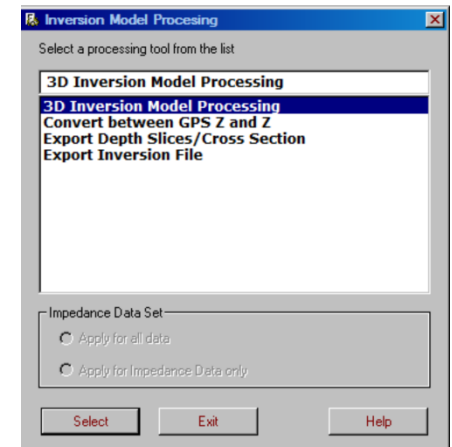 Inversion Model Procesing
Select a processing tool from the list
3D Inversion Model Processing
3D Inversion Model Processing
Convert between GPS Z and Z
Export Depth Slices/Cross Section
Export Inversion File
Impedance Data Set
Apply for all data
Apply for Impedance Data only
Select Exit Help